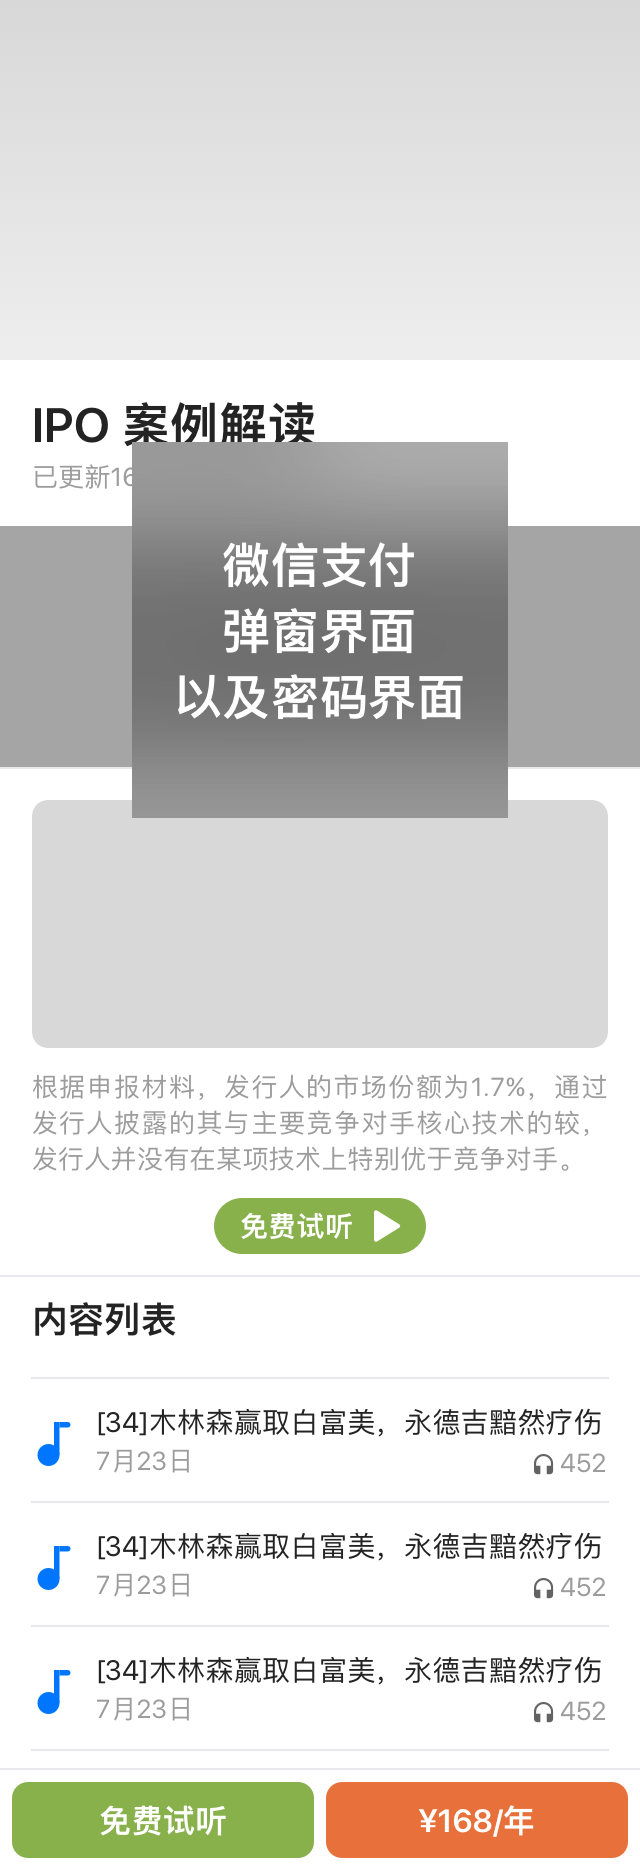 IPO 案例解读
已更新16
微信支付
弹窗界面
以及密码界面
根据申报材料，发行人的市场份额为1.7%，通过
发行人披露的其与主要竞争对手核心技术的较，
发行人并没有在某项技术上特别优于竞争对手。
免费试听
内容列表
[34]木林森赢取白富美，永德吉黯然疗伤
7月23日
452
[34]木林森赢取白富美，永德吉黯然疗伤
7月23日
452
[34]木林森赢取白富美，永德吉黯然疗伤
7月23日
452
免费试听
¥168/年